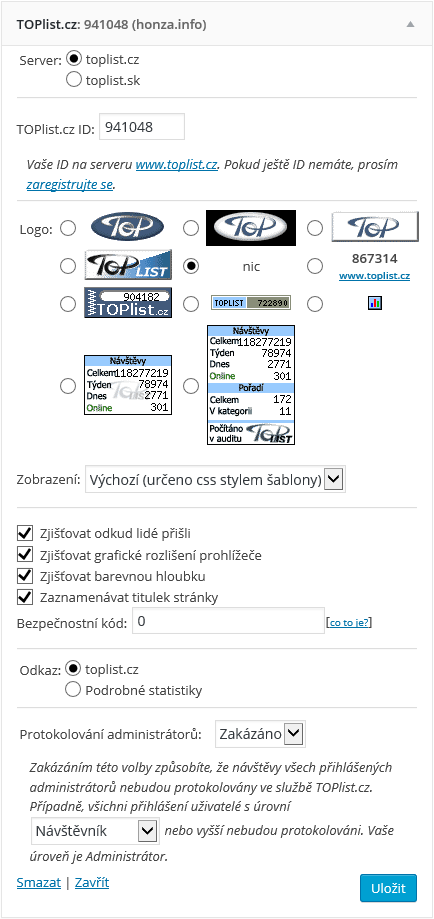 TOPlist.cz: 941048 (honza.info)
Server: toplist.cz
toplist.sk
TOPlist.cz ID: 941048
Vaše ID na serveru www.toplist.cz. Pokud ještě ID nemáte, prosím
zaregistrujte se.
Logo: TOP TOP TOP
TOP LIST nic 867314
www.toplist.cz
904182
TOPlist.cz TOPLIST 722890
Návštěvy
Celkem 118277219
Týden 78974
Dnes 2771
Online 301
Návštěvy
Celkem 118277219
Týden 78974
Dnes 2771
Online 301
Pořadí
Celkem 172
V kategorii 11
Počítáno
v auditu TOP LIST
Zobrazení: Výchozí (určeno css stylem šablony)
Zjišťovat odkud lidé přišli
Zjišťovat grafické rozlišení prohlížeče
Zjišťovat barevnou hloubku
Zaznamenávat titulek stránky
Bezpečnostní kód: 0 [co to je?]
Odkaz: toplist.cz
Podrobné statistiky
Protokolování administrátorů: Zakázáno
Zakázáním této volby způsobíte, že návštěvy všech přihlášených
administrátorů nebudou protokolovány ve službě TOPlist.cz.
Případně, všichni přihlášení uživatelé s úrovní
Návštěvník nebo vyšší nebudou protokolováni. Vaše
úroveň je Administrátor.
Smazat | Zavřít Uložit